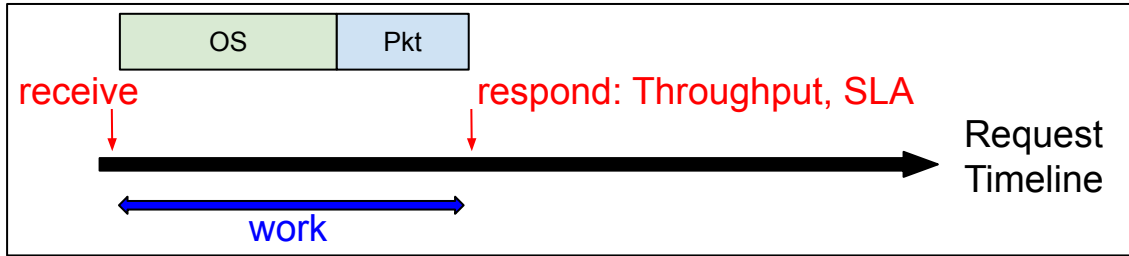 OS Pkt
receive respond: Throughput, SLA
Request
Timeline
work